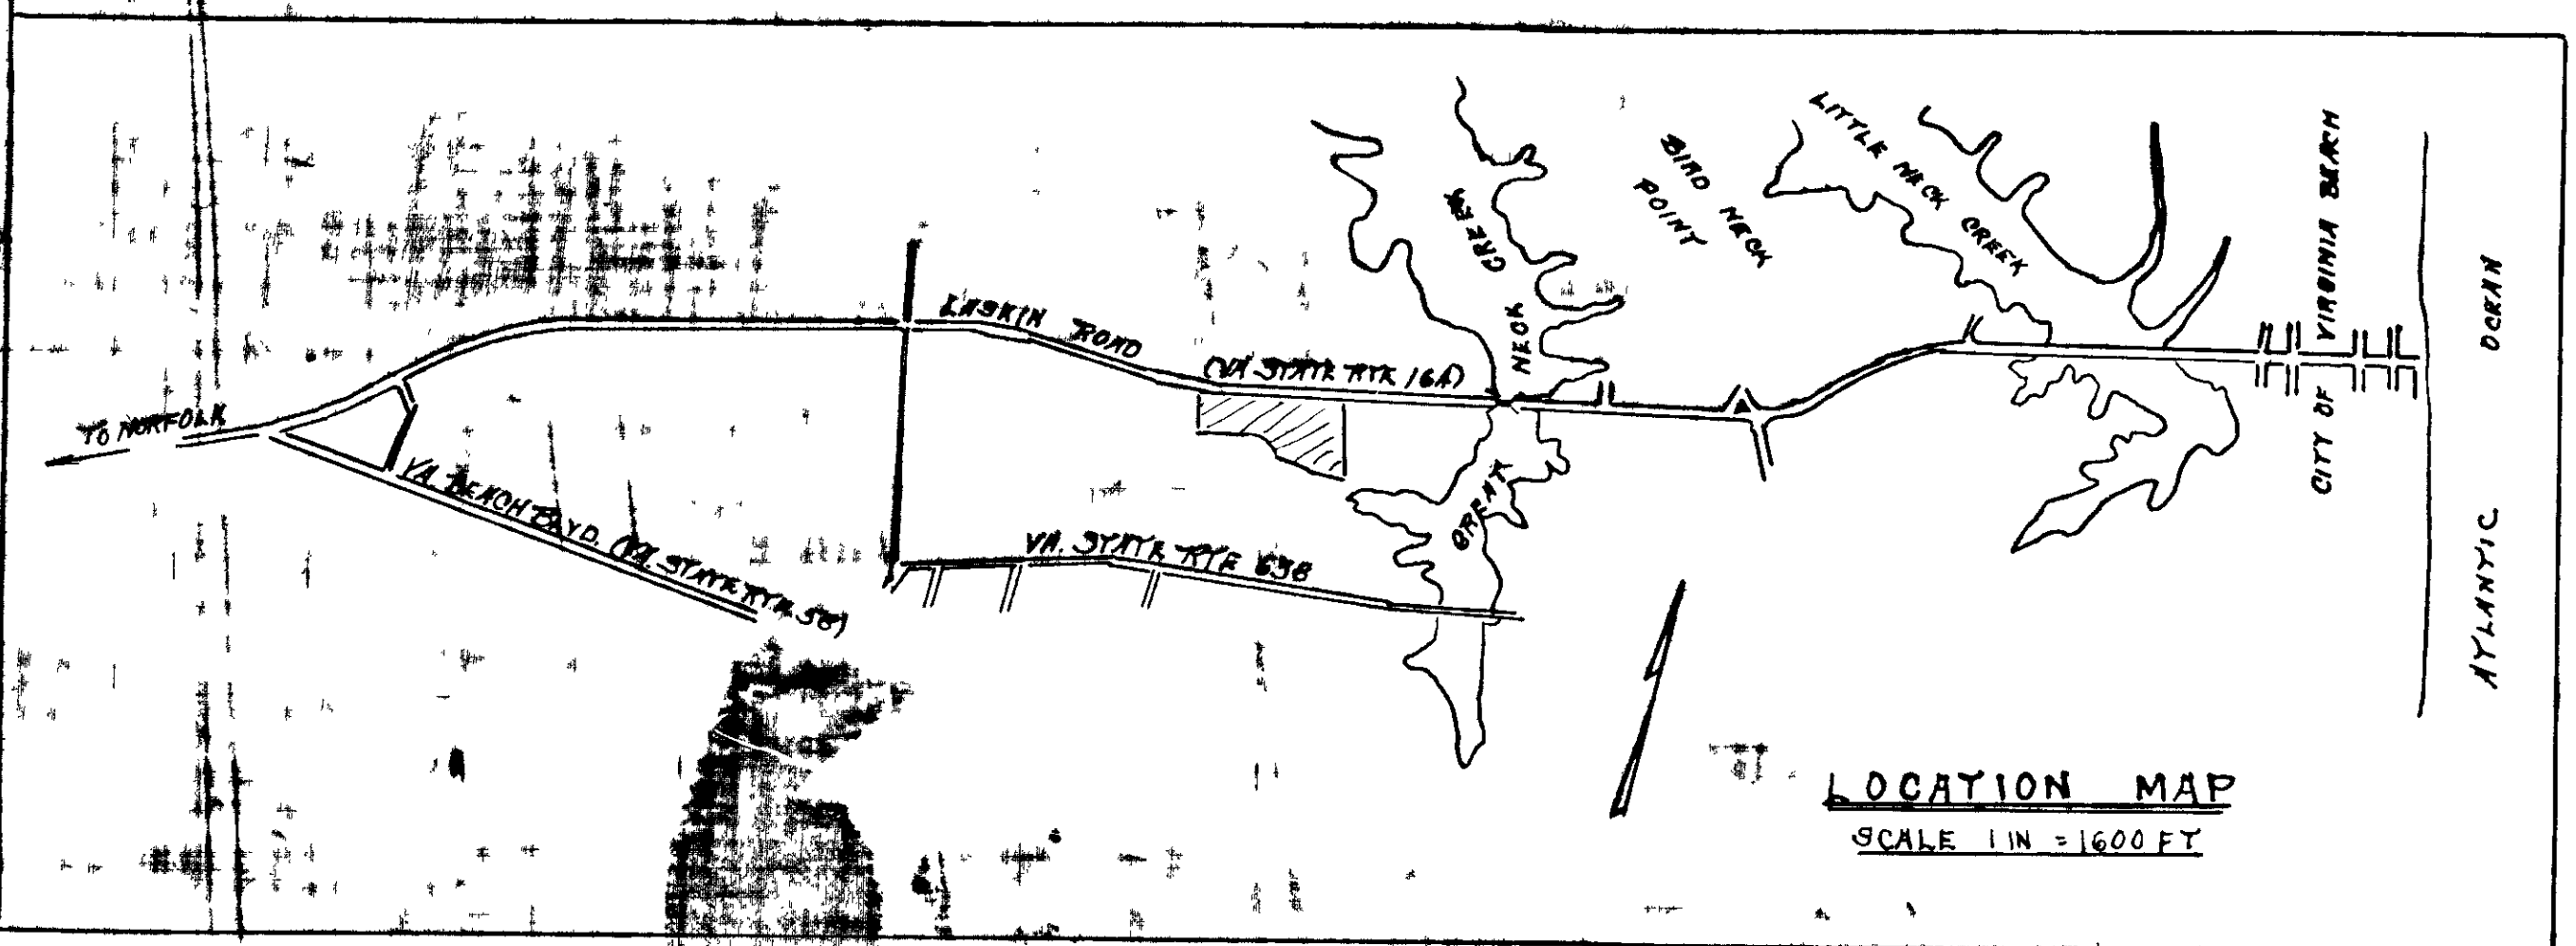 LITTLE NECK CREEK
BIRD NECK
POINT
CITY OF VIRGINIA BEACH
ATLANTIC OCEAN
GREAT NECK CREEK
LASKIN ROAD
(VA STATE RTE 16A)
TO NORFOLK
VA. BEACH BLVD. (VA. STATE RTE 58)
VA. STATE RTE 638
LOCATION MAP
SCALE 1 IN = 1600 FT